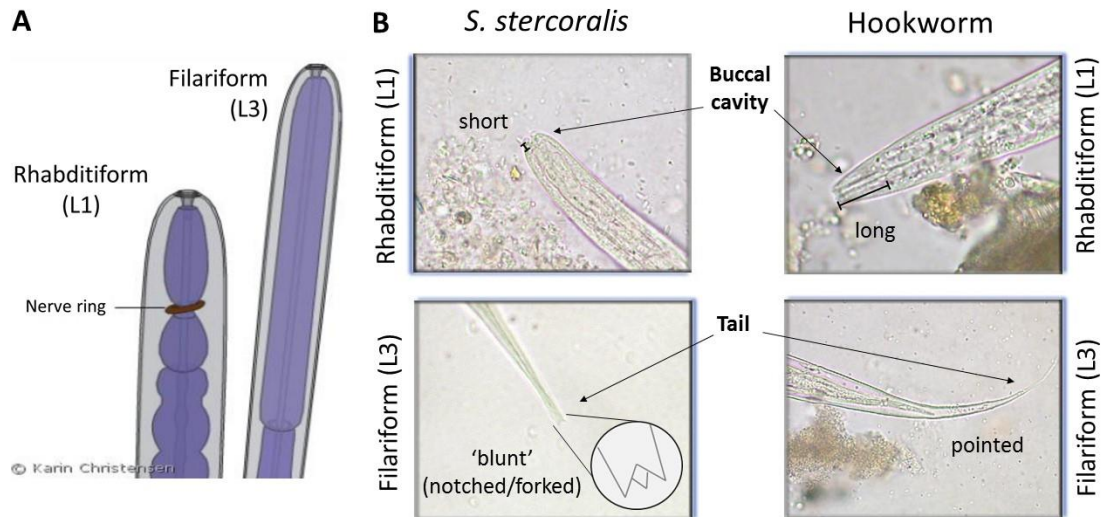 A
Filariform
(L3)
Rhabditiform
(L1)
Nerve ring
© Karin Christensen
B
S. stercoralis
Hookworm
Rhabditiform (L1)
short
Buccal
cavity
long
Rhabditiform (L1)
Filariform (L3)
Tail
'blunt'
(notched/forked)
pointed
Filariform (L3)